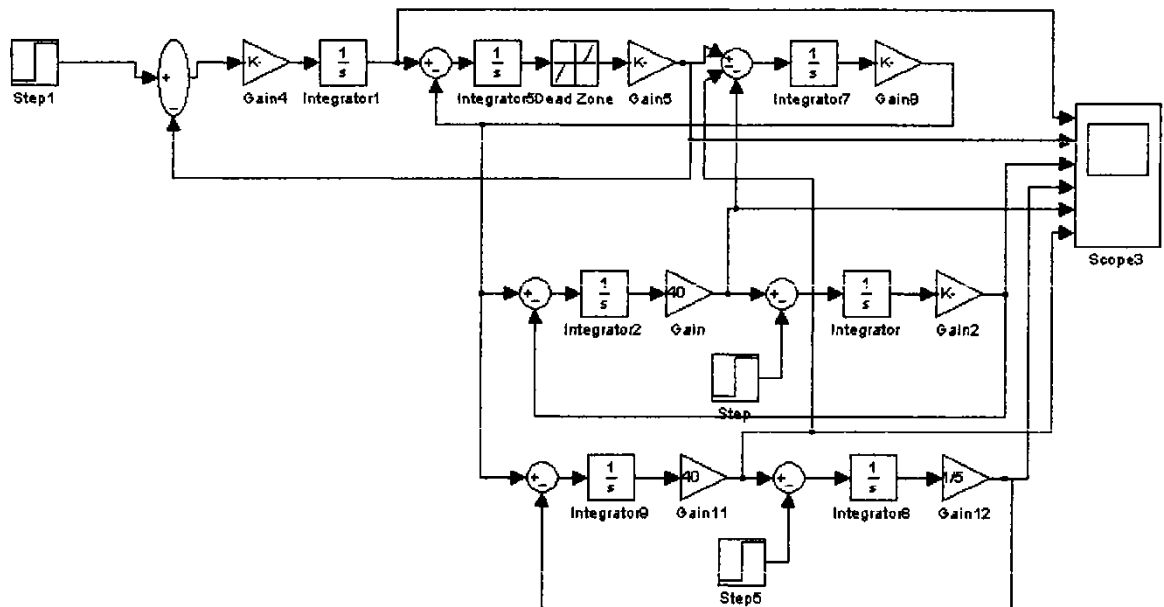 1
s
K-
1
s
K-
1
s
K-
Step1
Gain4
Integrator1
Integrator5
Dead Zone
Gain5
Integrator7
Gain9
Scope3
1
s
40
1
s
K-
Integrator2
Gain
Integrator
Gain2
Step
1
s
40
1
s
1/5
Integrator9
Gain11
Integrator8
Gain12
Step5